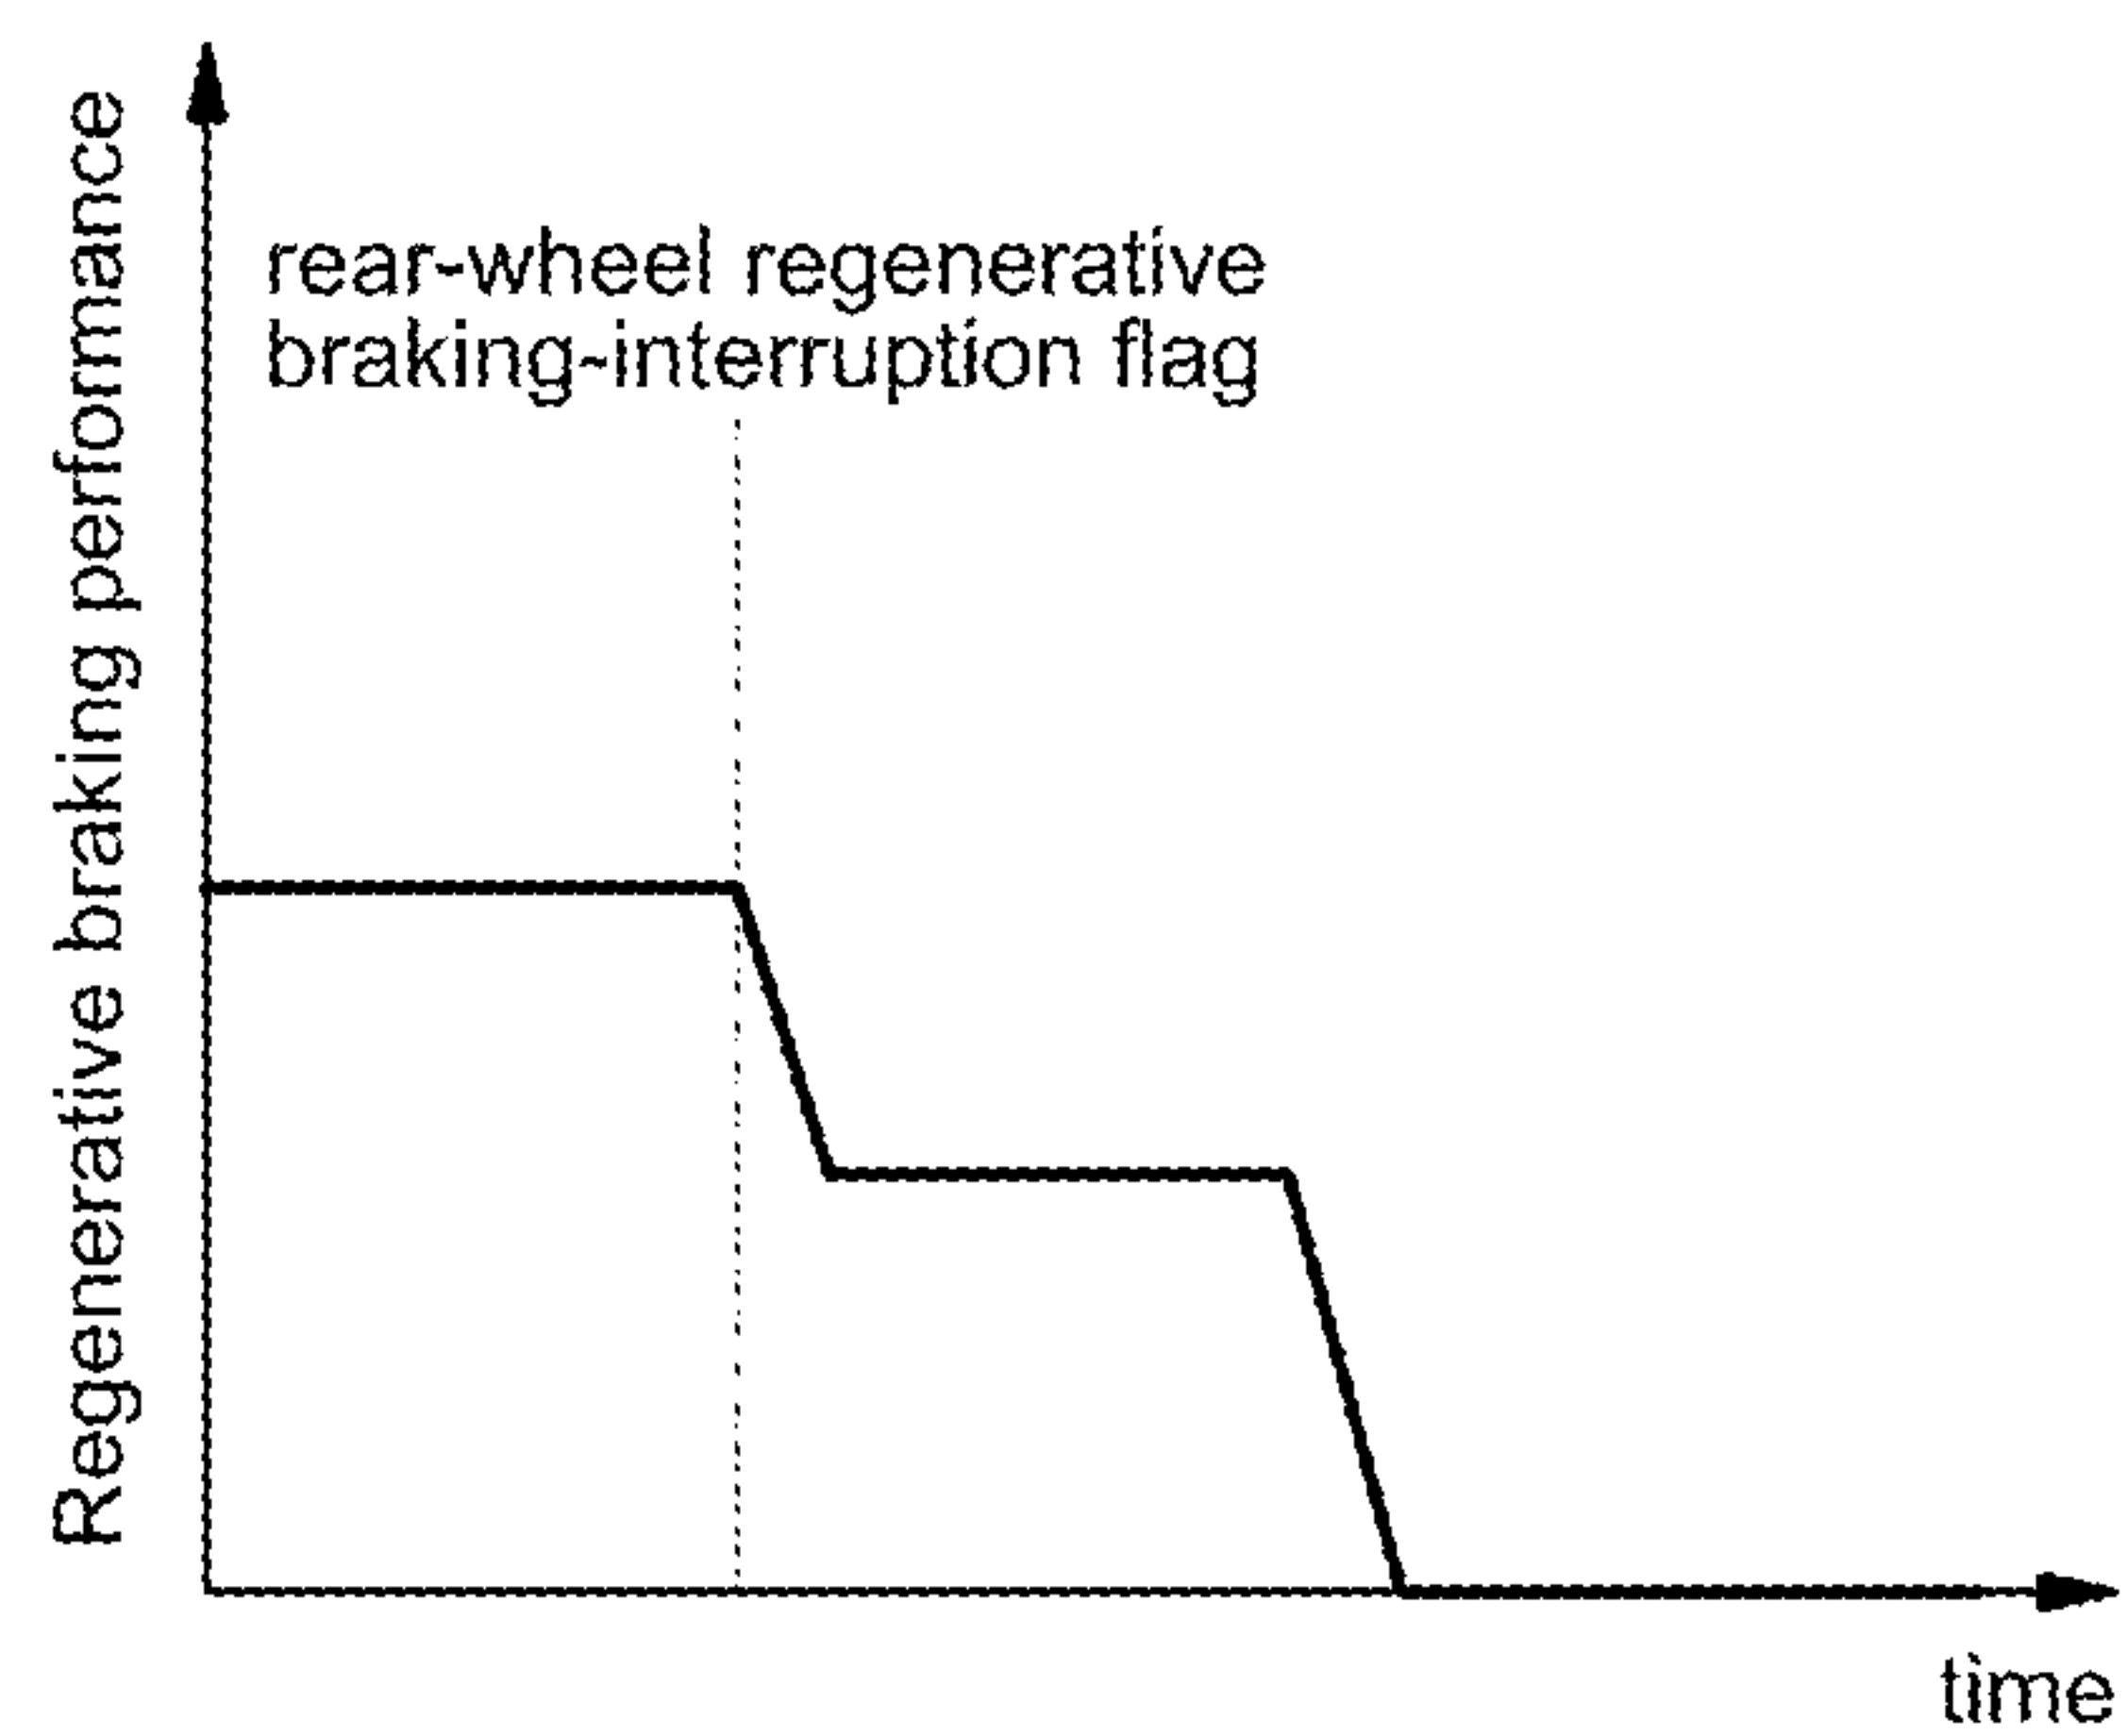 Regenerative braking performance
rear-wheel regenerative
braking-interruption flag
time